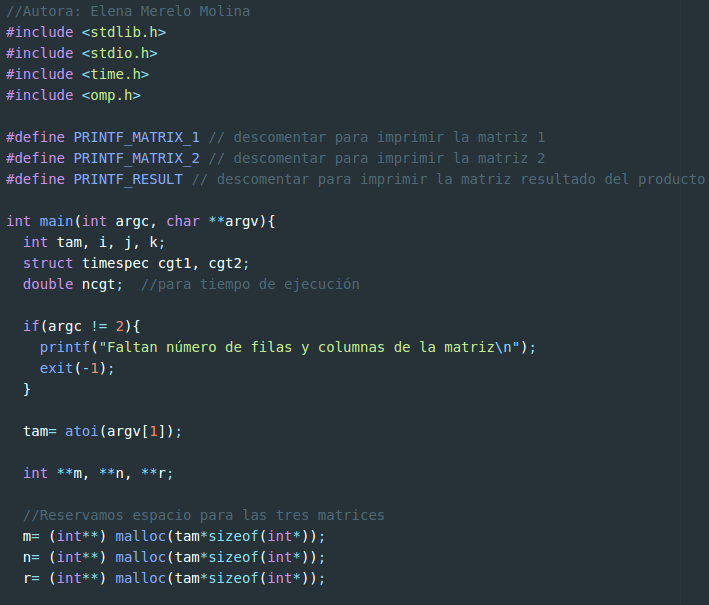 //Autora: Elena Merelo Molina
#include <stdlib.h>
#include <stdio.h>
#include <time.h>
#include <omp.h>
#define PRINTF_MATRIX_1 // descomentar para imprimir la matriz 1
#define PRINTF_MATRIX_2 // descomentar para imprimir la matriz 2
#define PRINTF_RESULT // descomentar para imprimir la matriz resultado del producto
int main(int argc, char **argv){
int tam, i, j, k;
struct timespec cgt1, cgt2;
double ncgt;  //para tiempo de ejecución
if(argc != 2){
printf("Faltan número de filas y columnas de la matriz\n");
exit(-1);
}
tam= atoi(argv[1]);
int **m, **n, **r;
//Reservamos espacio para las tres matrices
m= (int**) malloc(tam*sizeof(int*));
n= (int**) malloc(tam*sizeof(int*));
r= (int**) malloc(tam*sizeof(int*));